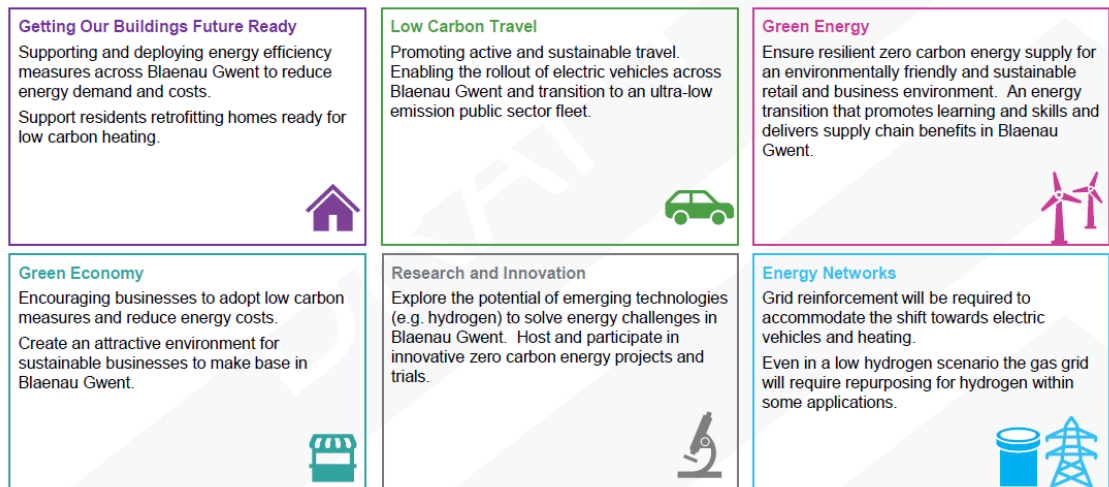 Getting Our Buildings Future Ready
Supporting and deploying energy efficiency
measures across Blaenau Gwent to reduce
energy demand and costs.
Support residents retrofitting homes ready for
low carbon heating.
Low Carbon Travel
Promoting active and sustainable travel.
Enabling the rollout of electric vehicles across
Blaenau Gwent and transition to an ultra-low
emission public sector fleet.
Green Energy
Ensure resilient zero carbon energy supply for
an environmentally friendly and sustainable
retail and business environment. An energy
transition that promotes learning and skills and
delivers supply chain benefits in Blaenau
Gwent.
Green Economy
Encouraging businesses to adopt low carbon
measures and reduce energy costs.
Create an attractive environment for
sustainable businesses to make base in
Blaenau Gwent.
Research and Innovation
Explore the potential of emerging technologies
(e.g. hydrogen) to solve energy challenges in
Blaenau Gwent. Host and participate in
innovative zero carbon energy projects and
trials.
Energy Networks
Grid reinforcement will be required to
accommodate the shift towards electric
vehicles and heating.
Even in a low hydrogen scenario the gas grid
will require repurposing for hydrogen within
some applications.